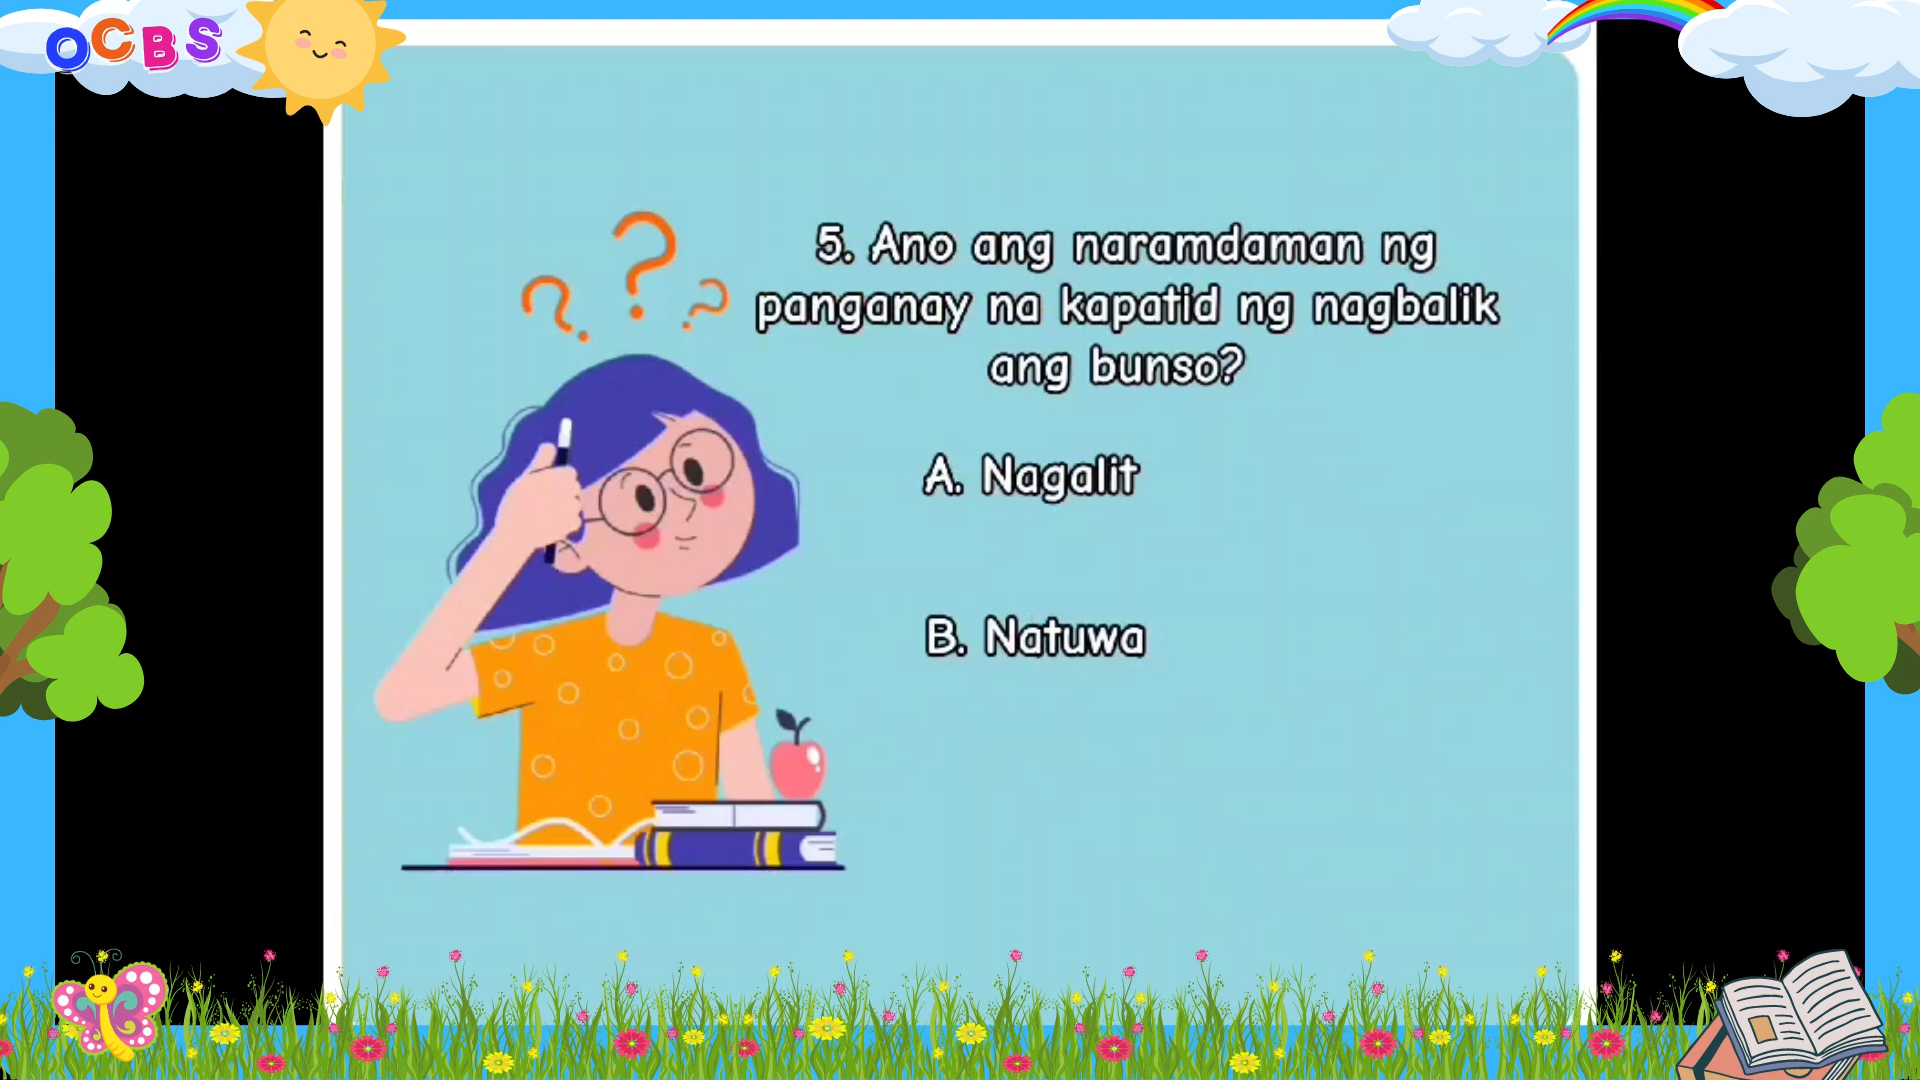 OCBS
5. Ano ang naramdaman ng
panganay na kapatid ng nagbalik
ang bunso?
A. Nagalit
B. Natuwa